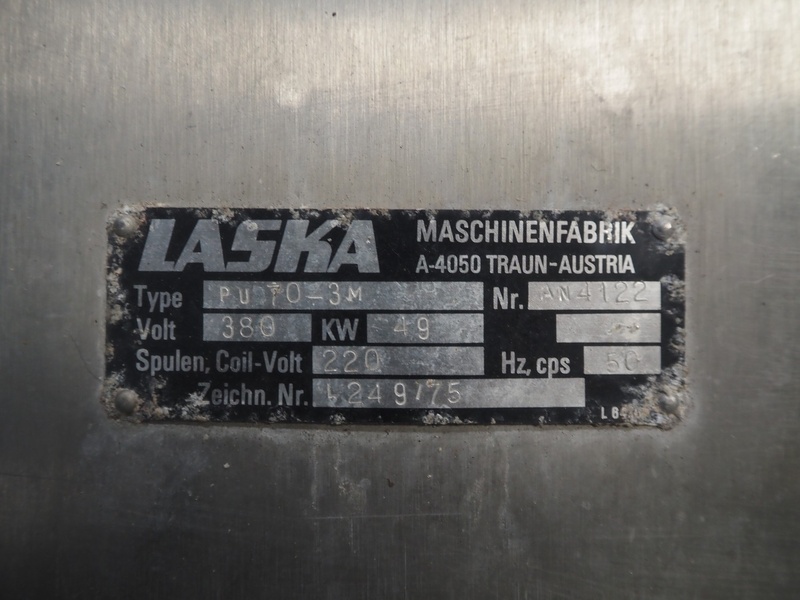 LASKA MASCHINENFABRIK
A-4050 TRAUN-AUSTRIA
Type PU 70-3M Nr. AN4122
Volt 380 KW 49
Spulen, Coil-Volt 220 Hz, cps 50
Zeichn. Nr. L249/75